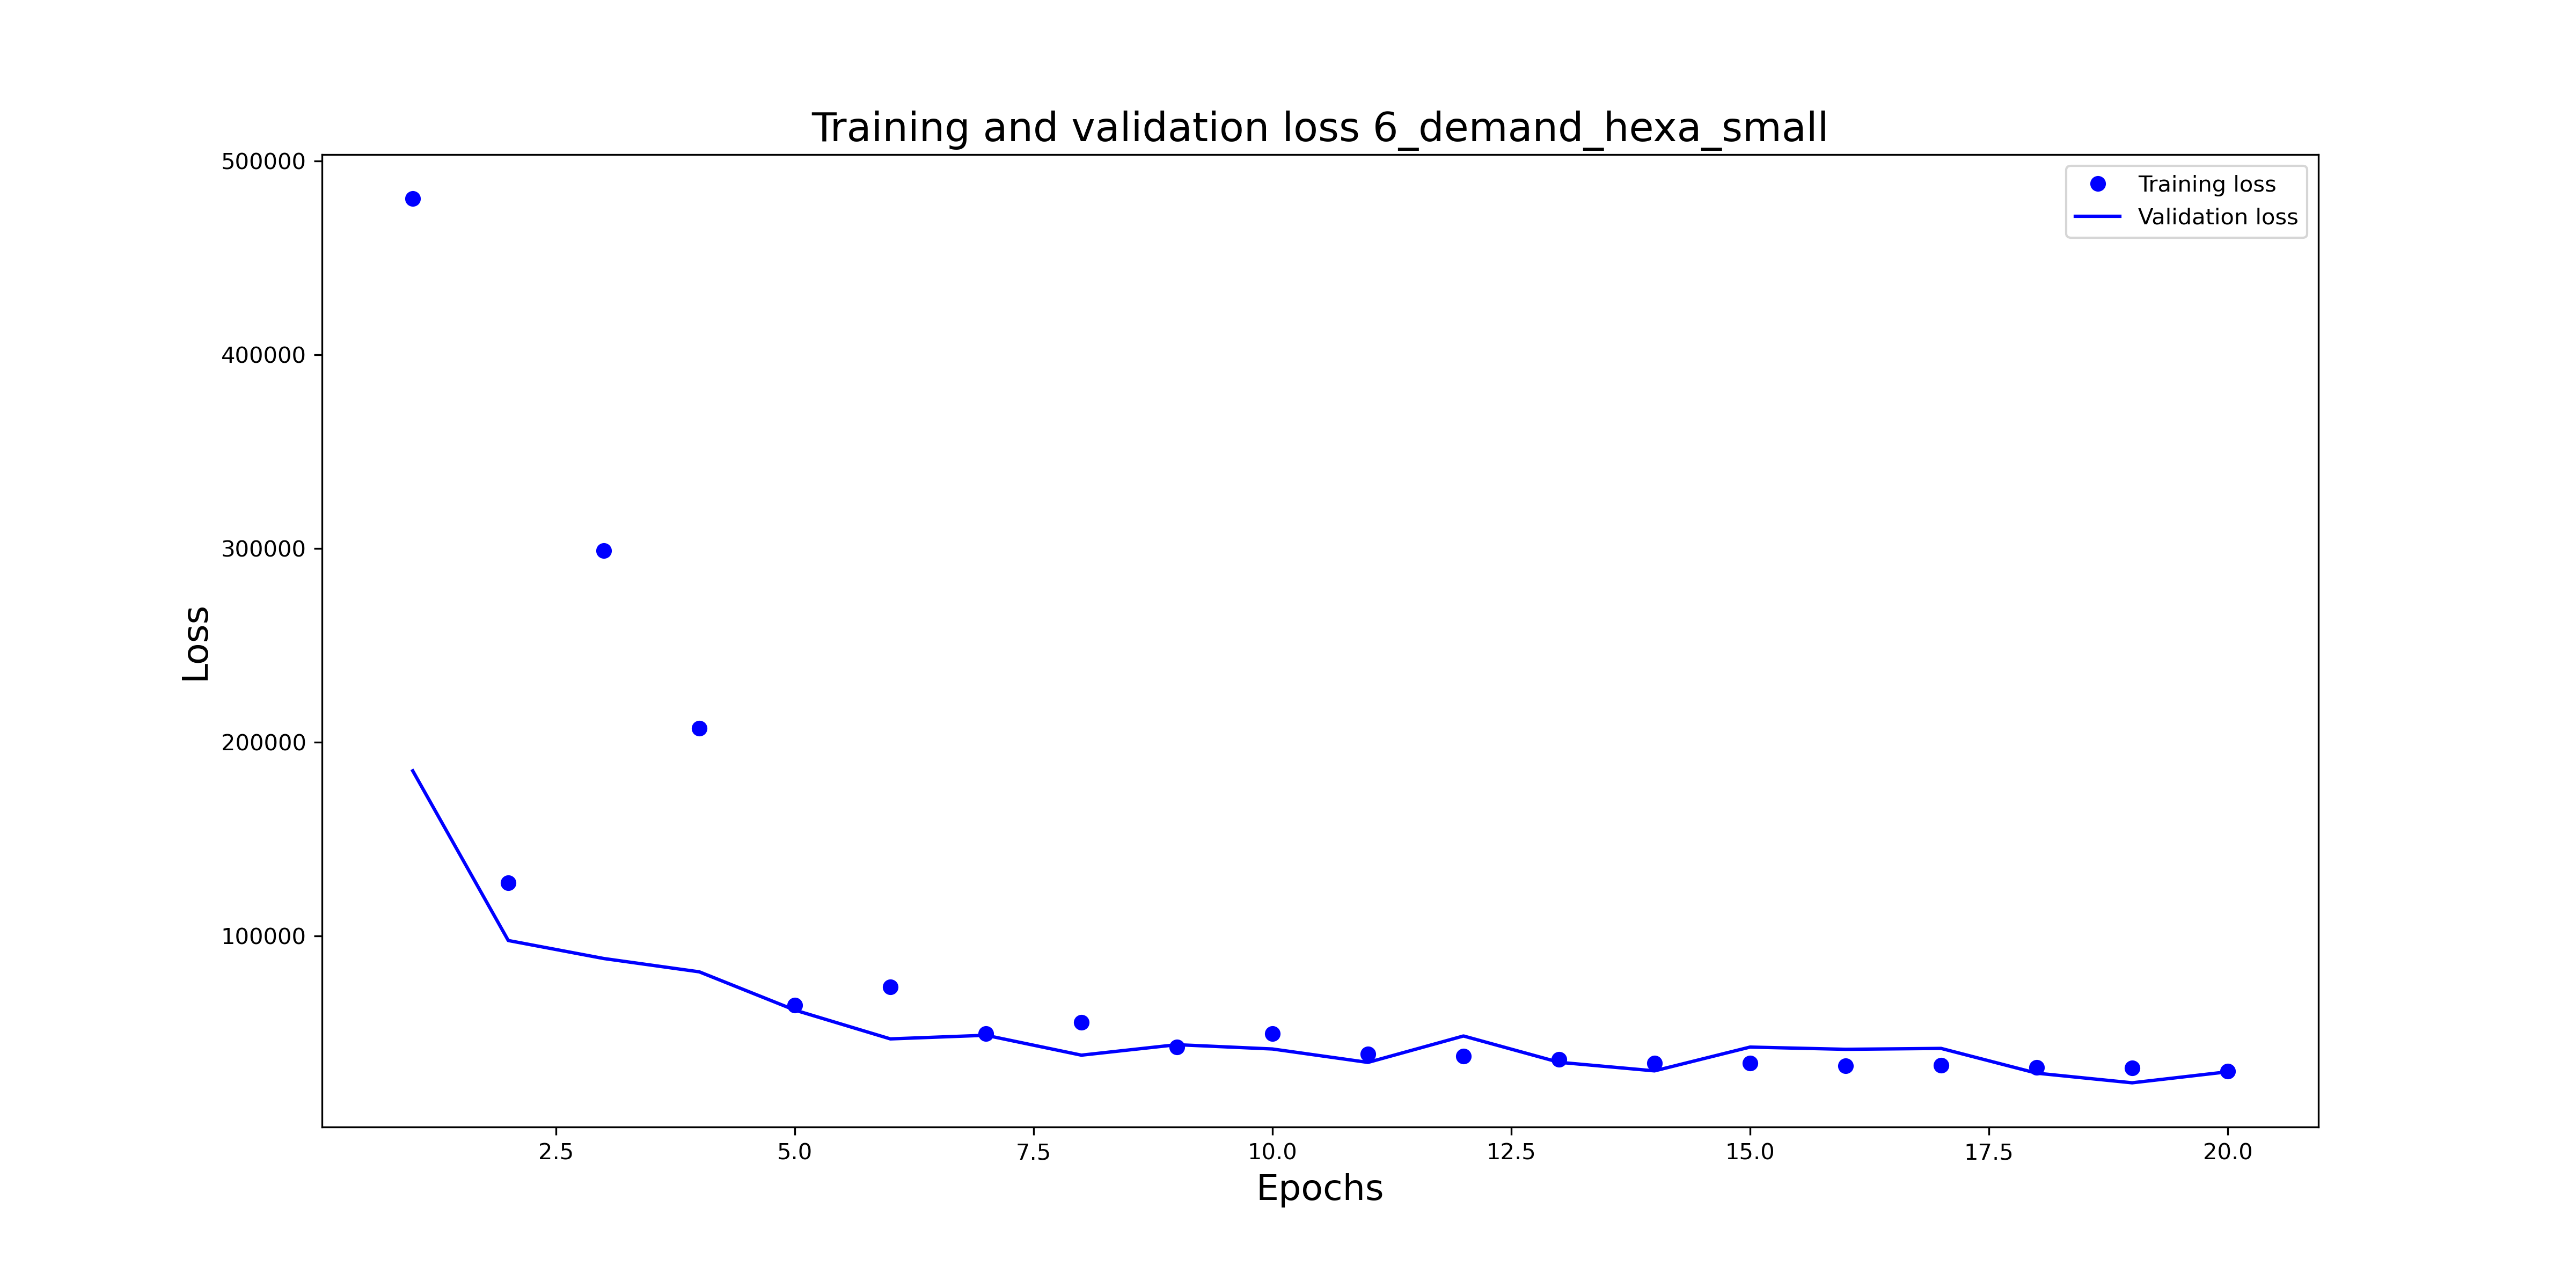 Training and validation loss 6_demand_hexa_small
Training loss
Validation loss
500000
400000
300000
200000
100000
Loss
2.5 5.0 7.5 10.0 12.5 15.0 17.5 20.0
Epochs